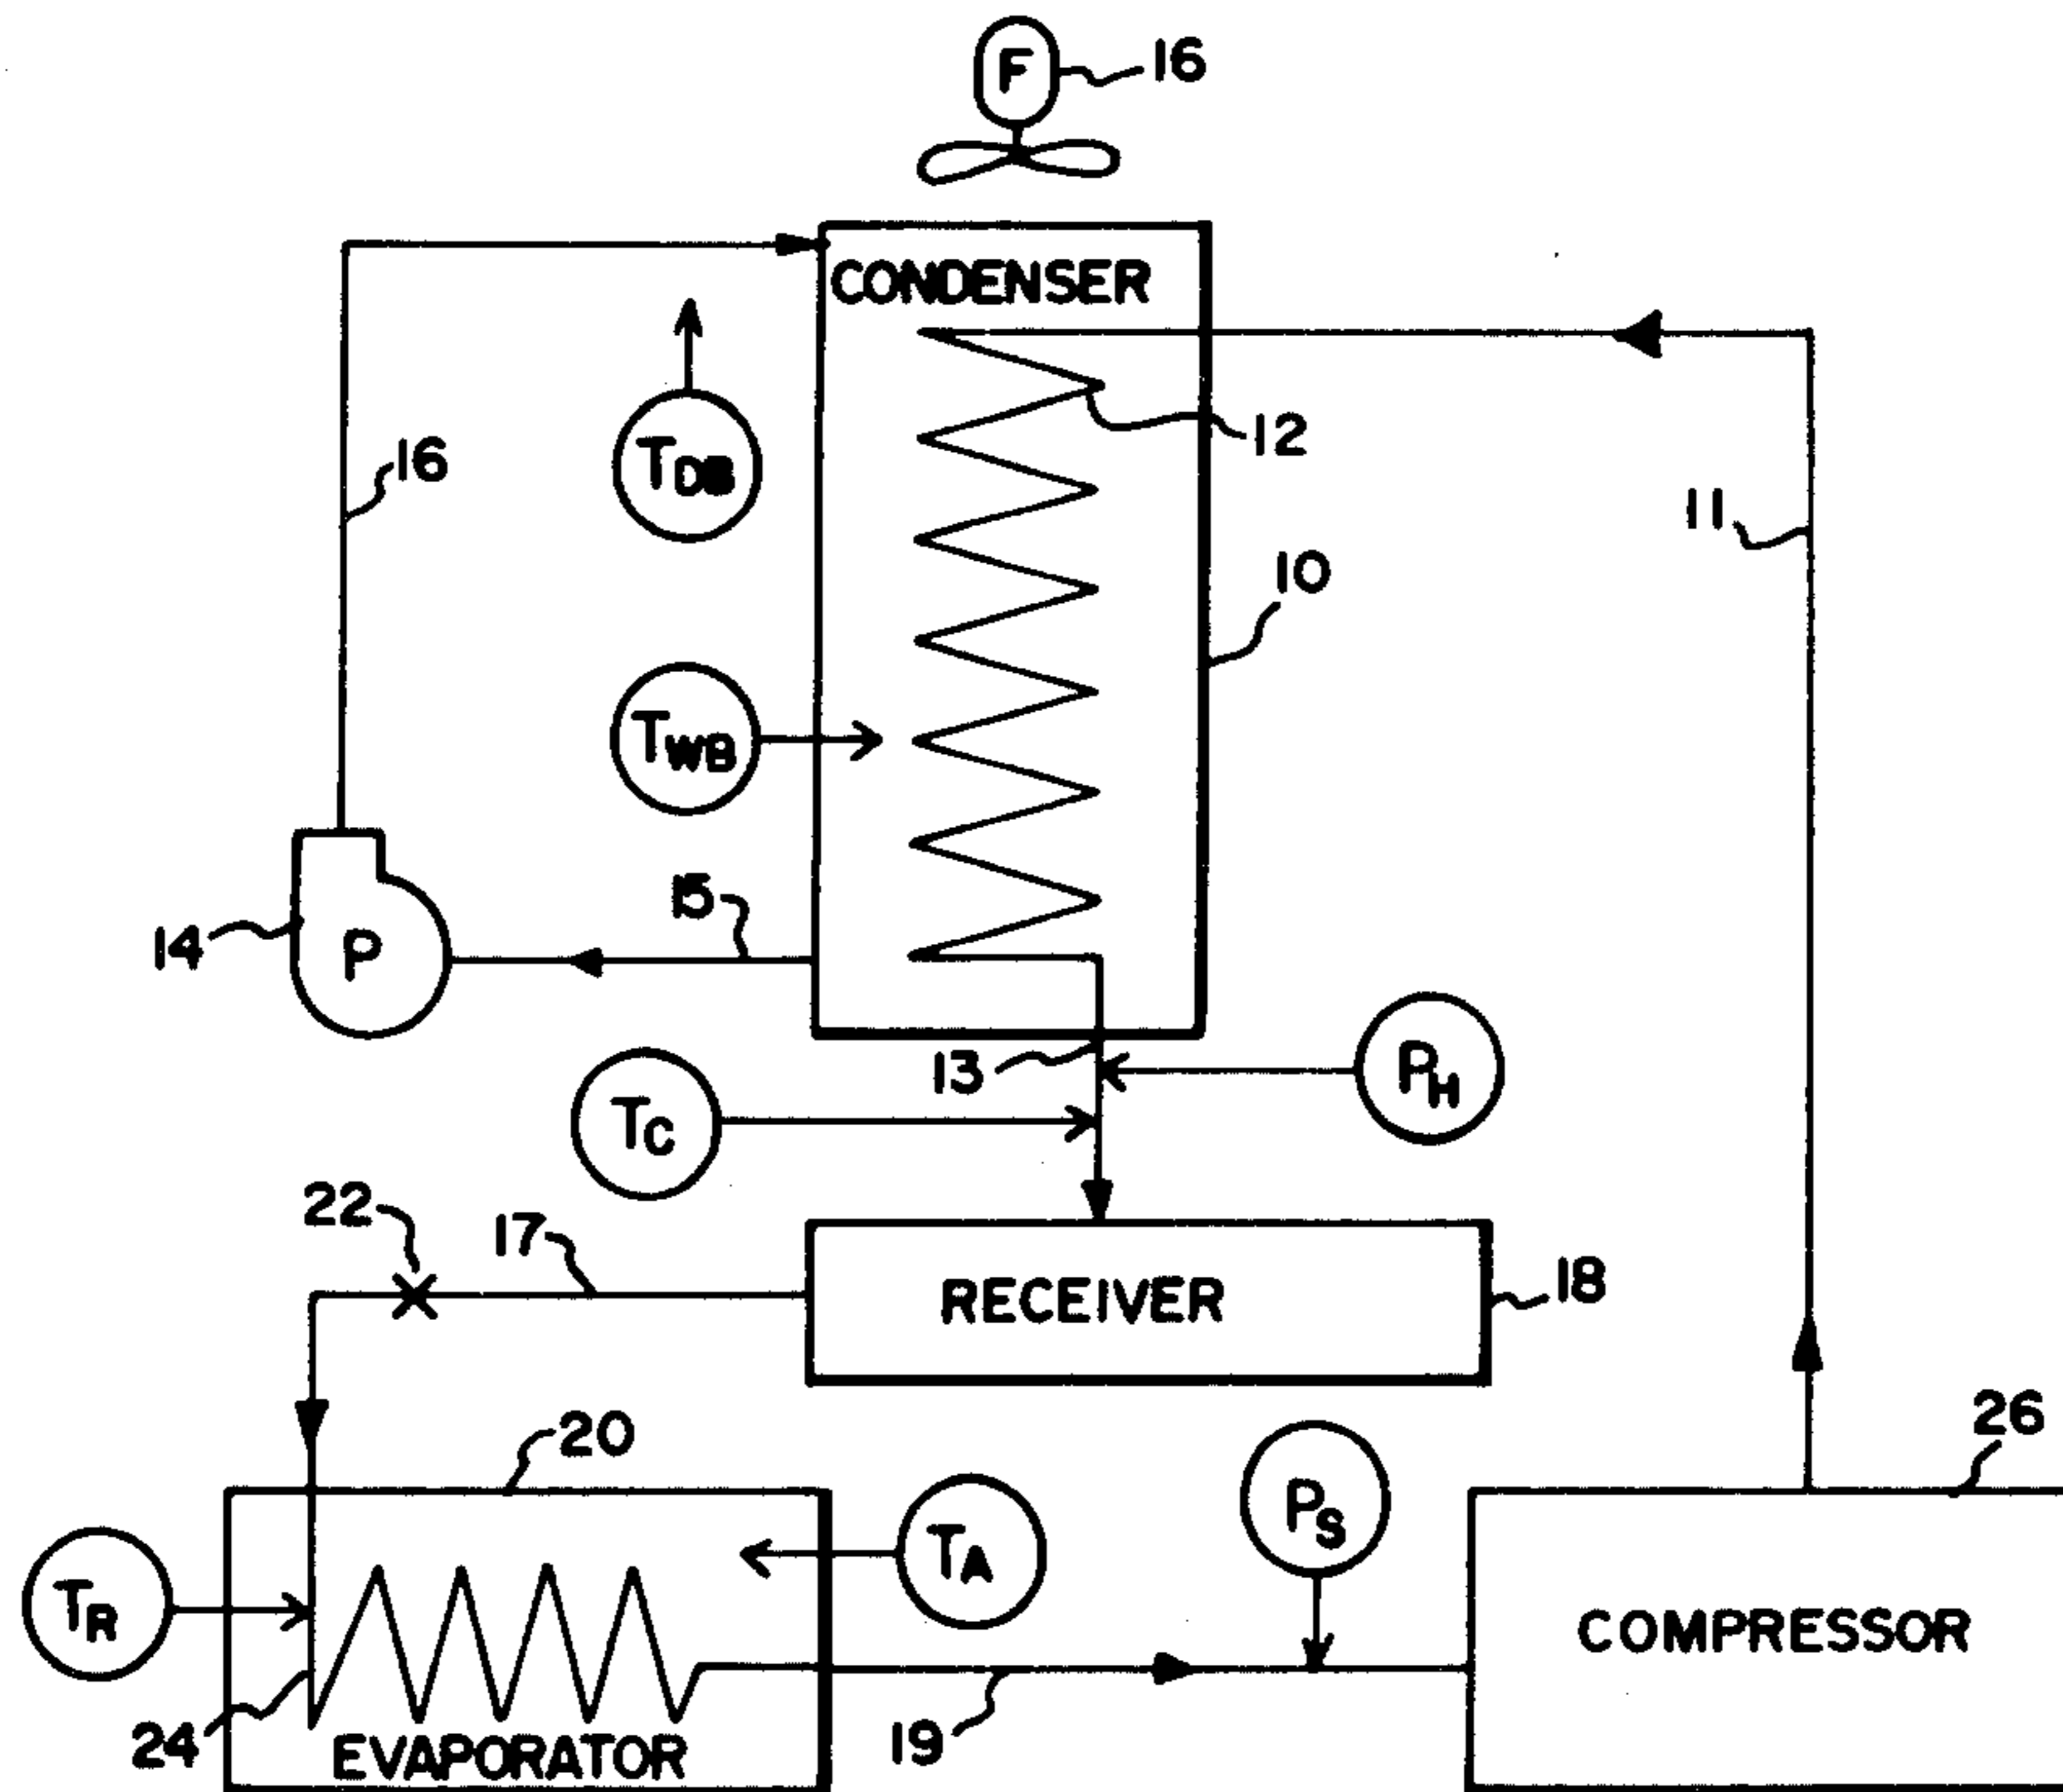 F
16
CONDENSER
12
16
T
11
10
TWB
15
14
P
13
PH
TC
22
17
RECEIVER
18
26
20
PS
TA
TR
COMPRESSOR
24
EVAPORATOR
19